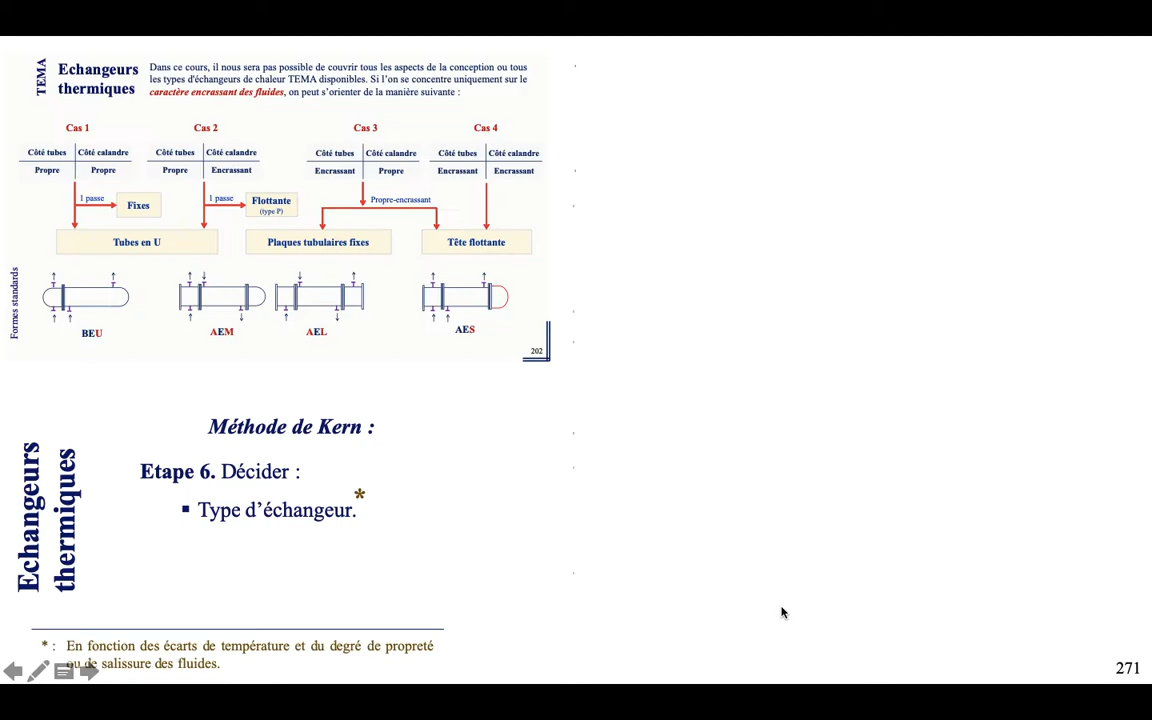 TEMA
Echangeurs
thermiques
Dans ce cours, il nous sera pas possible de couvrir tous les aspects de la conception ou tous
les types d'échangeurs de chaleur TEMA disponibles. Si l'on se concentre uniquement sur le
caractère encrassant des fluides, on peut s'orienter de la manière suivante :
Cas 1
Cas 2
Cas 3
Cas 4
Côté tubes Côté calandre
Côté tubes Côté calandre
Côté tubes Côté calandre
Côté tubes Côté calandre
Propre Propre
Propre Encrassant
Encrassant Propre
Encrassant Encrassant
1 passe
Fixes
1 passe
Flottante
(type P)
Propre-encrassant
Tubes en U
Plaques tubulaires fixes
Tête flottante
Formes standards
BEU
AEM
AEL
AES
202
Echangeurs
thermiques
Méthode de Kern :
Etape 6. Décider :
▪ Type d'échangeur.*
* : En fonction des écarts de température et du degré de propreté
ou de salissure des fluides.
271